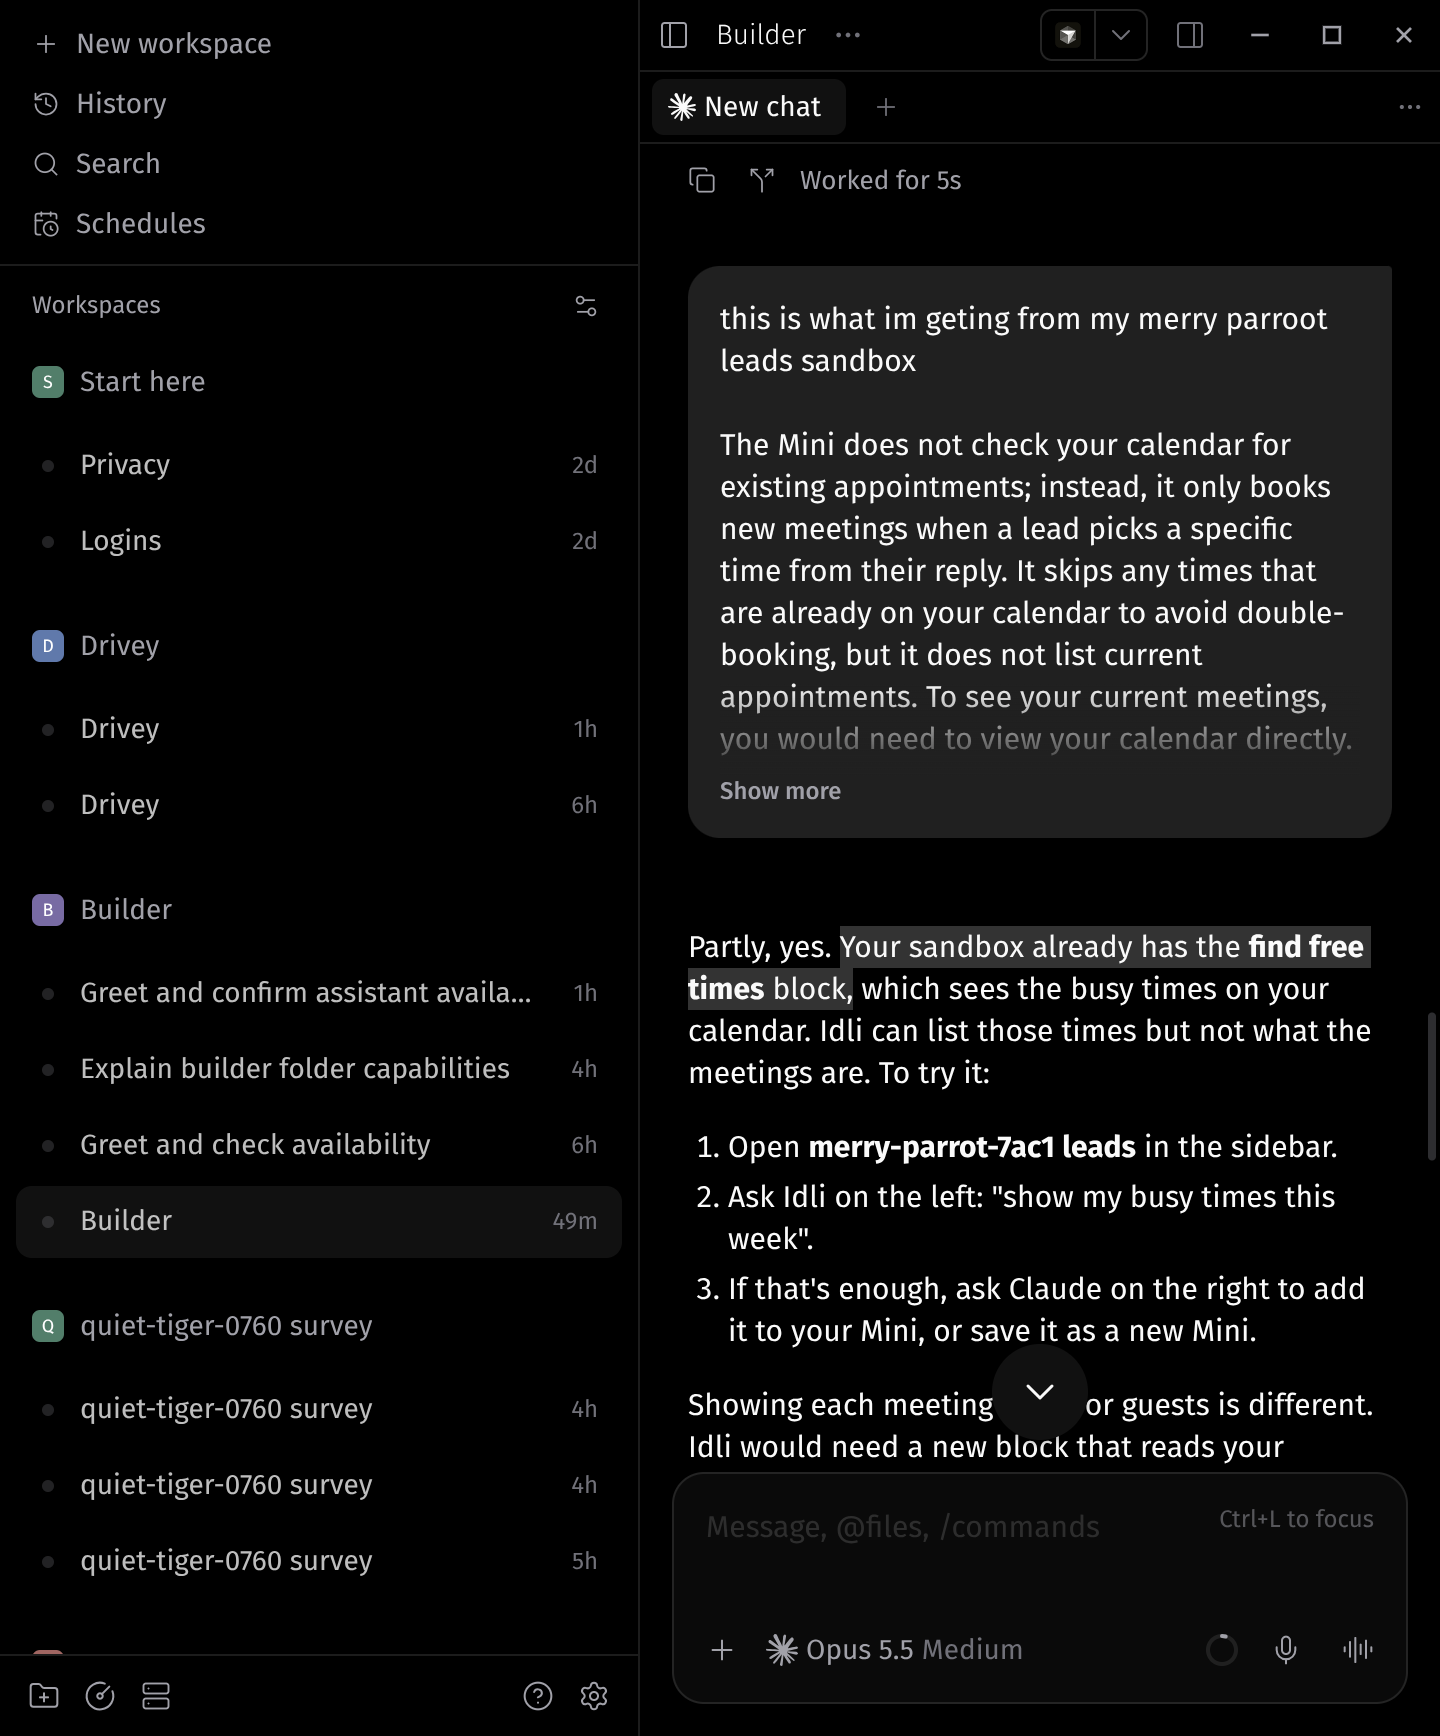 New workspace
History
Search
Schedules
Workspaces
S Start here
Privacy 2d
Logins 2d
D Drivey
Drivey 1h
Drivey 6h
B Builder
Greet and confirm assistant availa... 1h
Explain builder folder capabilities 4h
Greet and check availability 6h
Builder 49m
Q quiet-tiger-0760 survey
quiet-tiger-0760 survey 4h
quiet-tiger-0760 survey 4h
quiet-tiger-0760 survey 5h
Builder
New chat
Worked for 5s
this is what im geting from my merry parroot
leads sandbox
The Mini does not check your calendar for
existing appointments; instead, it only books
new meetings when a lead picks a specific
time from their reply. It skips any times that
are already on your calendar to avoid double-
booking, but it does not list current
appointments. To see your current meetings,
you would need to view your calendar directly.
Show more
Partly, yes. Your sandbox already has the find free
times block, which sees the busy times on your
calendar. Idli can list those times but not what the
meetings are. To try it:
1. Open merry-parrot-7ac1 leads in the sidebar.
2. Ask Idli on the left: "show my busy times this
week".
3. If that's enough, ask Claude on the right to add
it to your Mini, or save it as a new Mini.
Showing each meeting or guests is different.
Idli would need a new block that reads your
Message, @files, /commands
Ctrl+L to focus
Opus 5.5 Medium